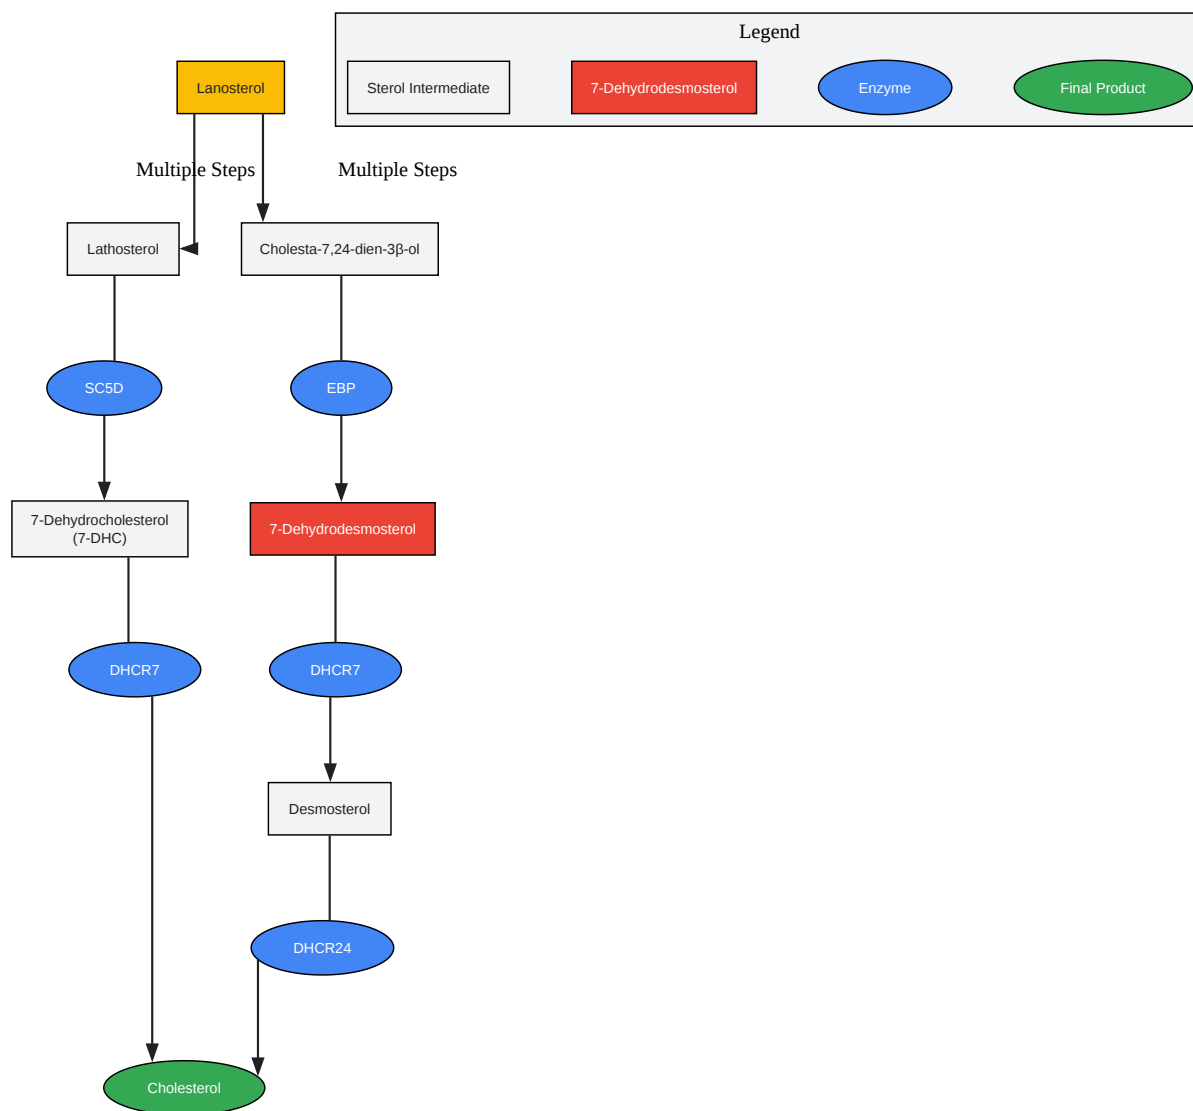 Legend
Lanosterol
Sterol Intermediate
7-Dehydrodesmosterol
Enzyme
Final Product
Multiple Steps
Multiple Steps
Lathosterol
Cholesta-7,24-dien-3β-ol
SC5D
EBP
7-Dehydrocholesterol
(7-DHC)
7-Dehydrodesmosterol
DHCR7
DHCR7
Desmosterol
DHCR24
Cholesterol